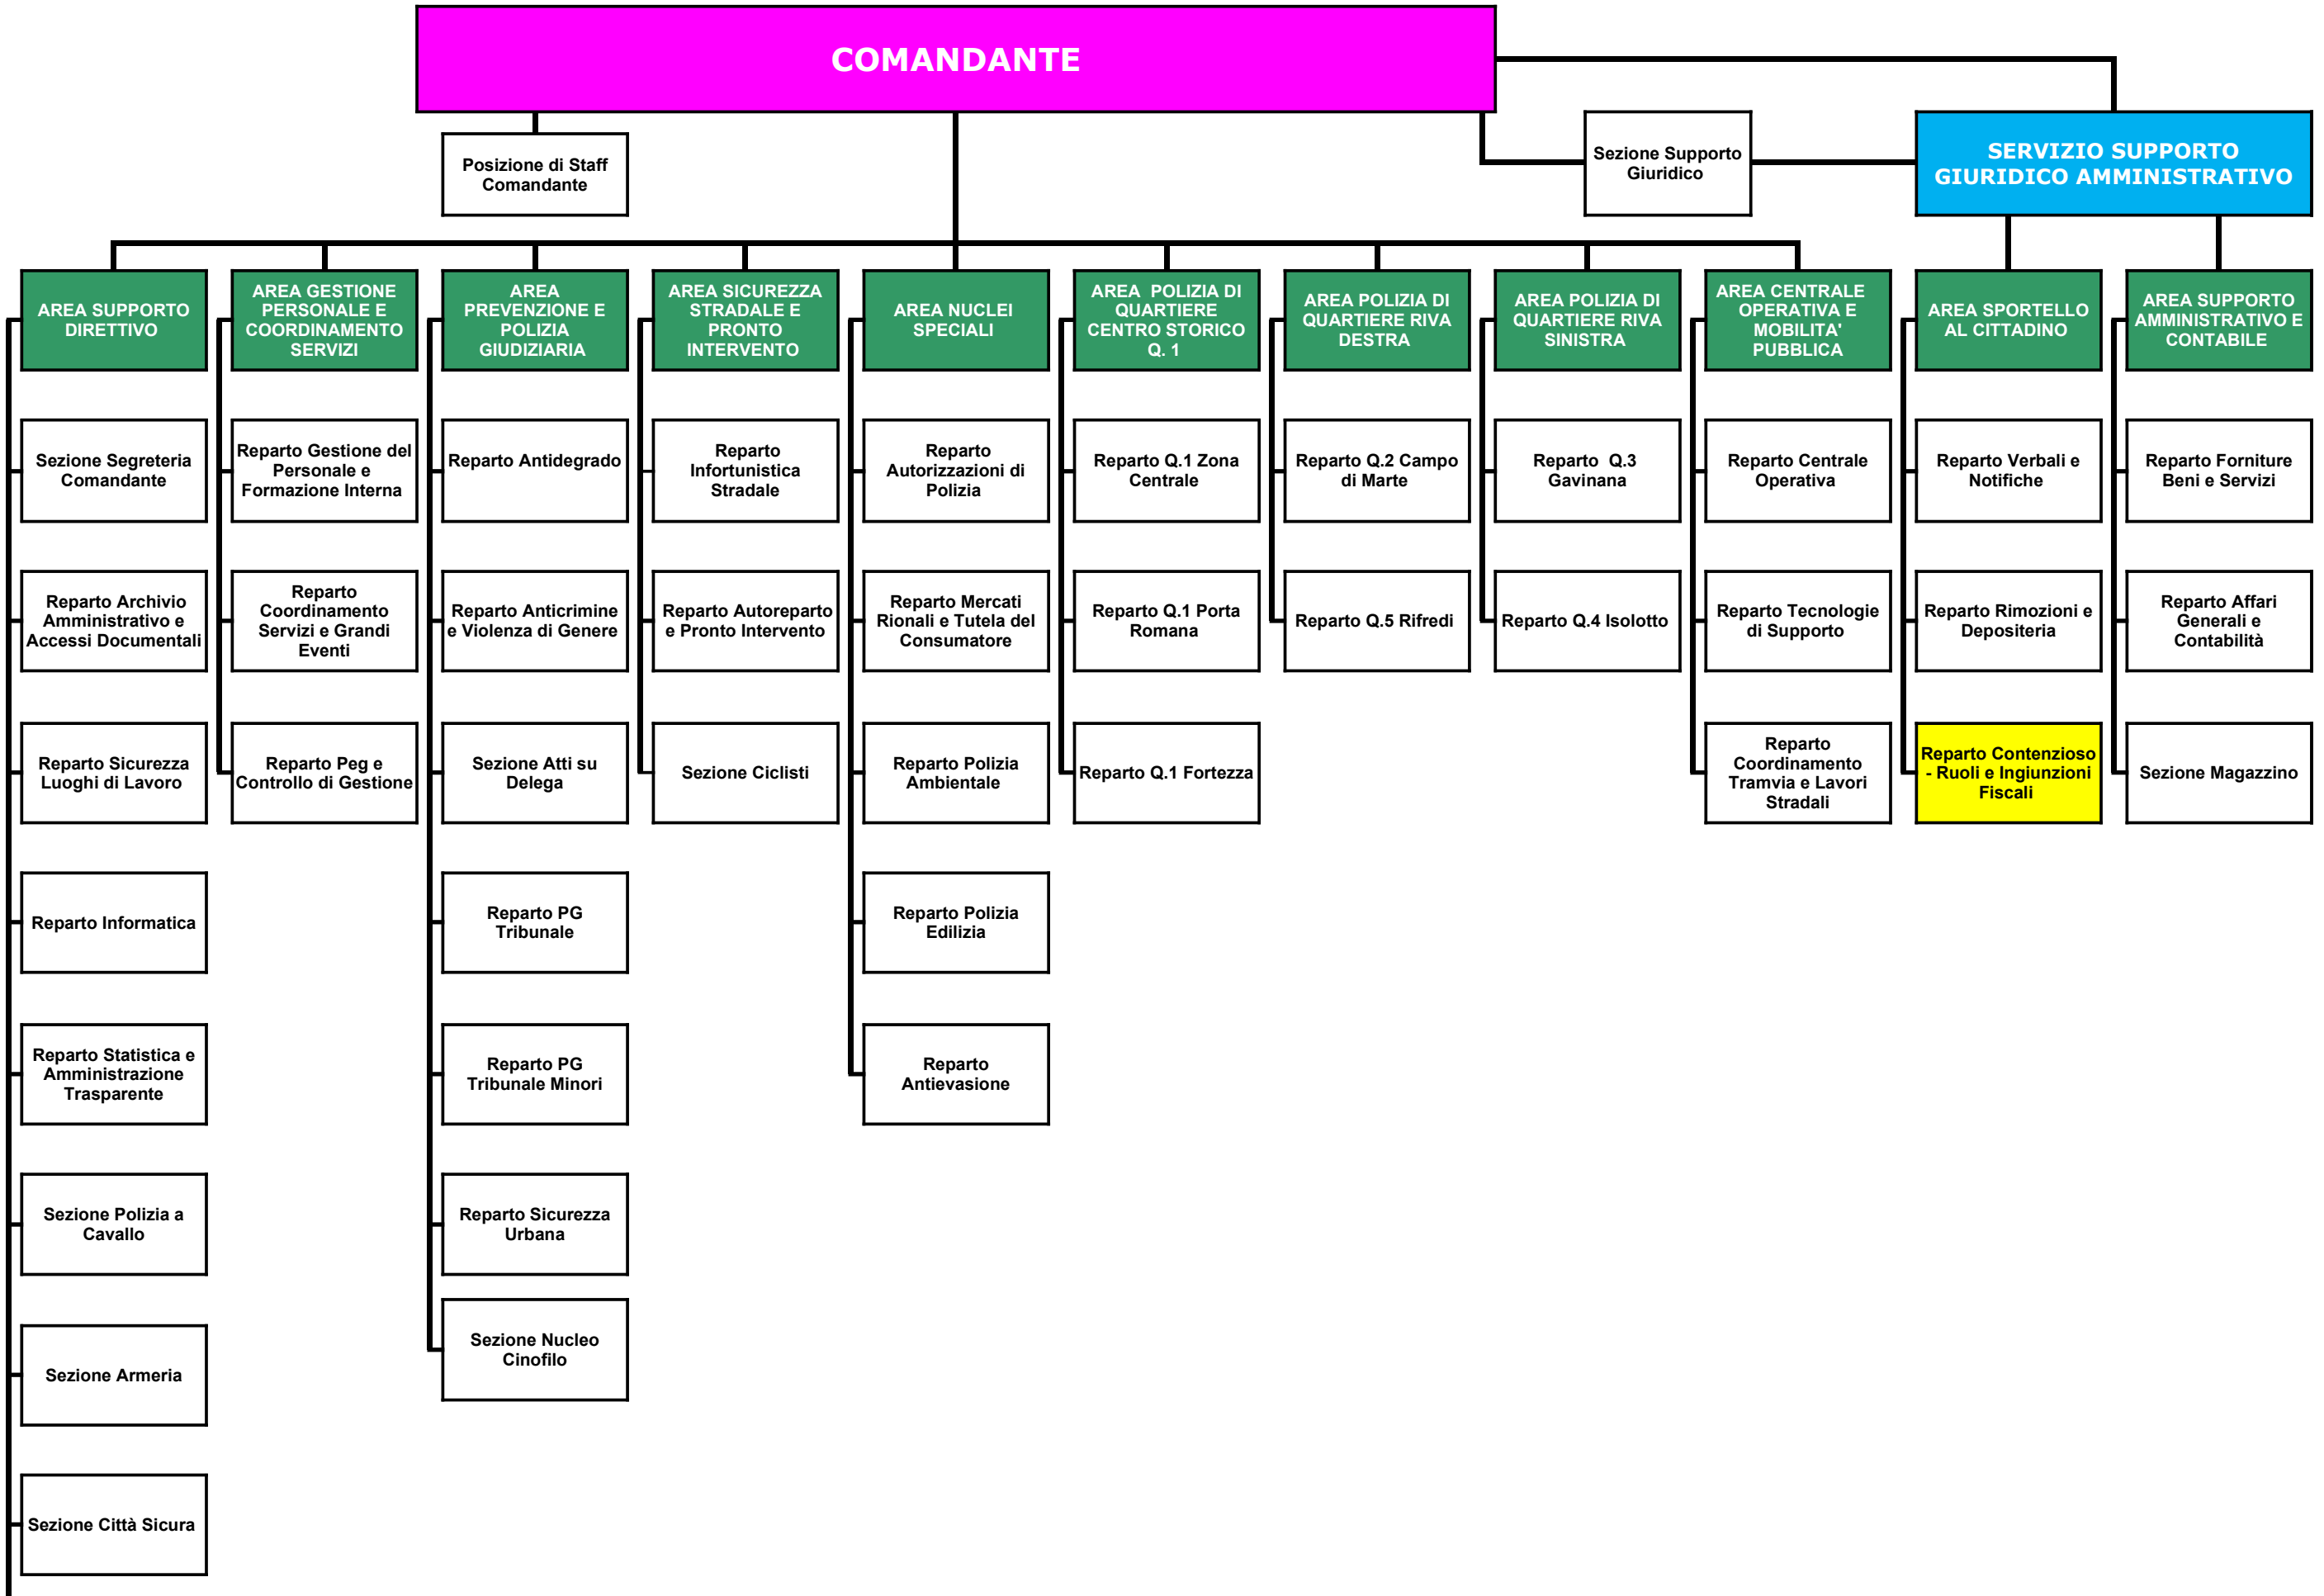 COMANDANTE
Posizione di Staff
Comandante
Sezione Supporto
Giuridico
SERVIZIO SUPPORTO
GIURIDICO AMMINISTRATIVO
AREA SUPPORTO
DIRETTIVO
AREA GESTIONE
PERSONALE E
COORDINAMENTO
SERVIZI
AREA
PREVENZIONE E
POLIZIA
GIUDIZIARIA
AREA SICUREZZA
STRADALE E
PRONTO
INTERVENTO
AREA NUCLEI
SPECIALI
AREA  POLIZIA DI
QUARTIERE
CENTRO STORICO
Q. 1
AREA POLIZIA DI
QUARTIERE RIVA
DESTRA
AREA POLIZIA DI
QUARTIERE RIVA
SINISTRA
AREA CENTRALE
OPERATIVA E
MOBILITA'
PUBBLICA
AREA SPORTELLO
AL CITTADINO
AREA SUPPORTO
AMMINISTRATIVO E
CONTABILE
Sezione Segreteria
Comandante
Reparto Gestione del
Personale e
Formazione Interna
Reparto Antidegrado
Reparto
Infortunistica
Stradale
Reparto
Autorizzazioni di
Polizia
Reparto Q.1 Zona
Centrale
Reparto Q.2 Campo
di Marte
Reparto  Q.3
Gavinana
Reparto Centrale
Operativa
Reparto Verbali e
Notifiche
Reparto Forniture
Beni e Servizi
Reparto Archivio
Amministrativo e
Accessi Documentali
Reparto
Coordinamento
Servizi e Grandi
Eventi
Reparto Anticrimine
e Violenza di Genere
Reparto Autoreparto
e Pronto Intervento
Reparto Mercati
Rionali e Tutela del
Consumatore
Reparto Q.1 Porta
Romana
Reparto Q.5 Rifredi
Reparto Q.4 Isolotto
Reparto Tecnologie
di Supporto
Reparto Rimozioni e
Depositeria
Reparto Affari
Generali e
Contabilità
Reparto Sicurezza
Luoghi di Lavoro
Reparto Peg e
Controllo di Gestione
Sezione Atti su
Delega
Sezione Ciclisti
Reparto Polizia
Ambientale
Reparto Q.1 Fortezza
Reparto
Coordinamento
Tramvia e Lavori
Stradali
Reparto Contenzioso
- Ruoli e Ingiunzioni
Fiscali
Sezione Magazzino
Reparto Informatica
Reparto PG
Tribunale
Reparto Polizia
Edilizia
Reparto Statistica e
Amministrazione
Trasparente
Reparto PG
Tribunale Minori
Reparto
Antievasione
Sezione Polizia a
Cavallo
Reparto Sicurezza
Urbana
Sezione Armeria
Sezione Nucleo
Cinofilo
Sezione Città Sicura